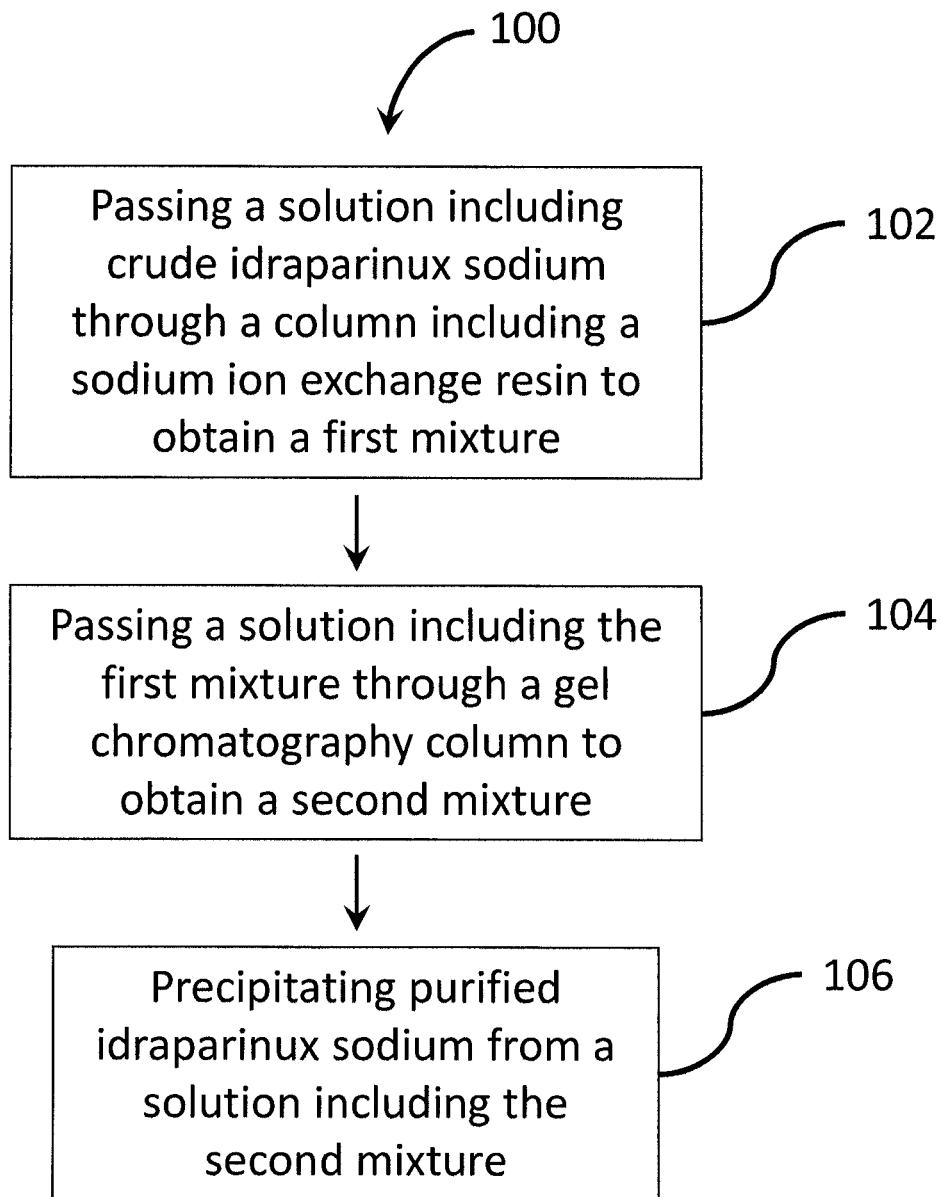 100
Passing a solution including
crude idraparinux sodium
through a column including a
sodium ion exchange resin to
obtain a first mixture
102
Passing a solution including the
first mixture through a gel
chromatography column to
obtain a second mixture
104
Precipitating purified
idraparinux sodium from a
solution including the
second mixture
106